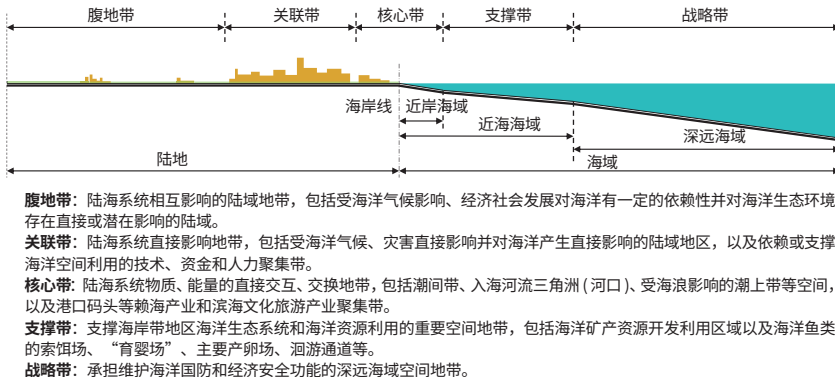 腹地带 关联带 核心带 支撑带 战略带
海岸线 近岸海域
近海海域
深远海域
陆地 海域
腹地带：陆海系统相互影响的陆域地带，包括受海洋气候影响、经济社会发展对海洋有一定的依赖性并对海洋生态环境
存在直接或潜在影响的陆域。
关联带：陆海系统直接影响地带，包括受海洋气候、灾害直接影响并对海洋产生直接影响的陆域地区，以及依赖或支撑
海洋空间利用的技术、资金和人力聚集带。
核心带：陆海系统物质、能量的直接交互、交换地带，包括潮间带、入海河流三角洲 ( 河口 )、受海浪影响的潮上带等空间，
以及港口码头等赖海产业和滨海文化旅游产业聚集带。
支撑带：支撑海岸带地区海洋生态系统和海洋资源利用的重要空间地带，包括海洋矿产资源开发利用区域以及海洋鱼类
的索饵场、“育婴场”、主要产卵场、洄游通道等。
战略带：承担维护海洋国防和经济安全功能的深远海域空间地带。